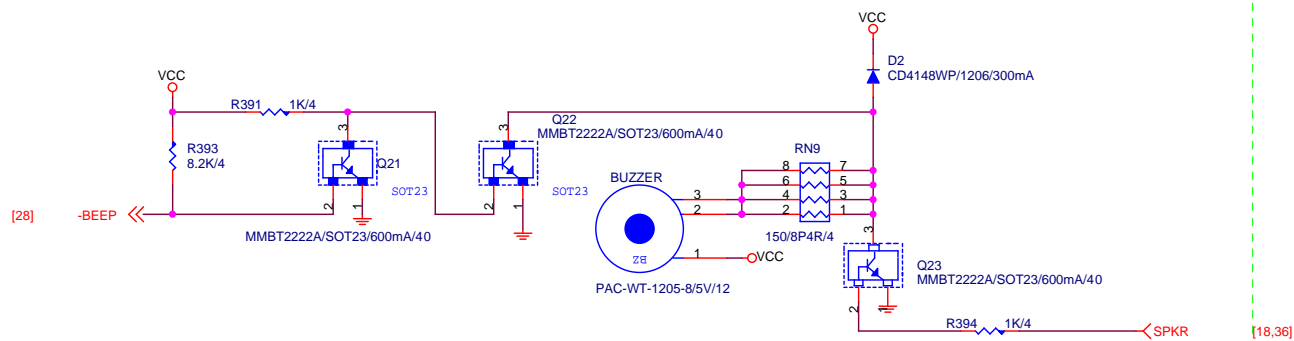 VCC
D2
CD4148WP/1206/300mA
VCC
R391 1K/4
R393
8.2K/4
3
Q21
SOT23
2
1
MMBT2222A/SOT23/600mA/40
[28] -BEEP
Q22
MMBT2222A/SOT23/600mA/40
3
SOT23
2
1
BUZZER
3
2
1
VCC
BZ
PAC-WT-1205-8/5V/12
RN9
8 7
6 5
4 3
2 1
150/8P4R/4
3
Q23
MMBT2222A/SOT23/600mA/40
2
1
R394 1K/4
SPKR [18,36]